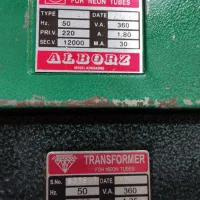 FOR NEON TUBES
TYPE DATE
Hz. 50 V.A. 360
PRI.V. 220 A. 1.80
SEC.V. 12000 M.A. 30
ALBORZ
TRANSFORMER
FOR NEON TUBES
S.No. DATE
Hz. 50 V.A. 360